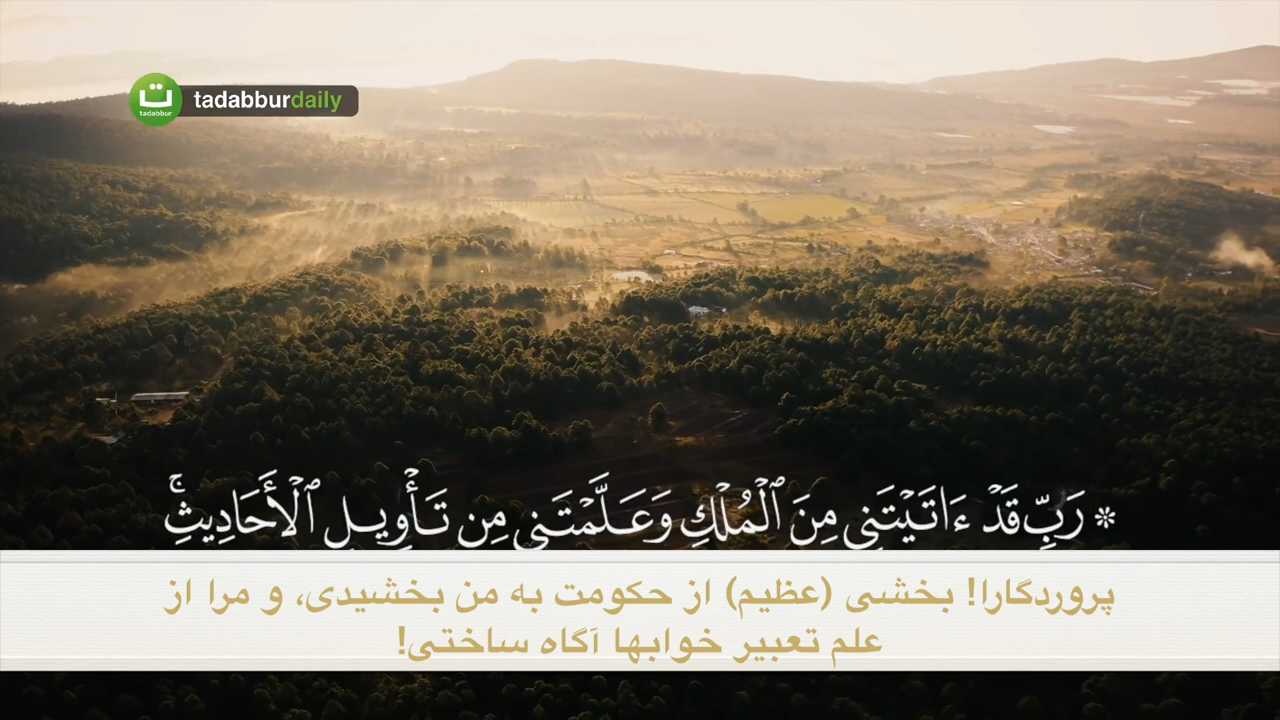 ت
tadabbur
tadabburdaily
* رَبِّ قَدْ ءَاتَيْتَنِى مِنَ ٱلْمُلْكِ وَعَلَّمْتَنِى مِن تَأْوِيلِ ٱلْأَحَادِيثِۚ
پروردگارا! بخشی (عظیم) از حکومت به من بخشیدی، و مرا از
علم تعبیر خوابها آگاه ساختی!